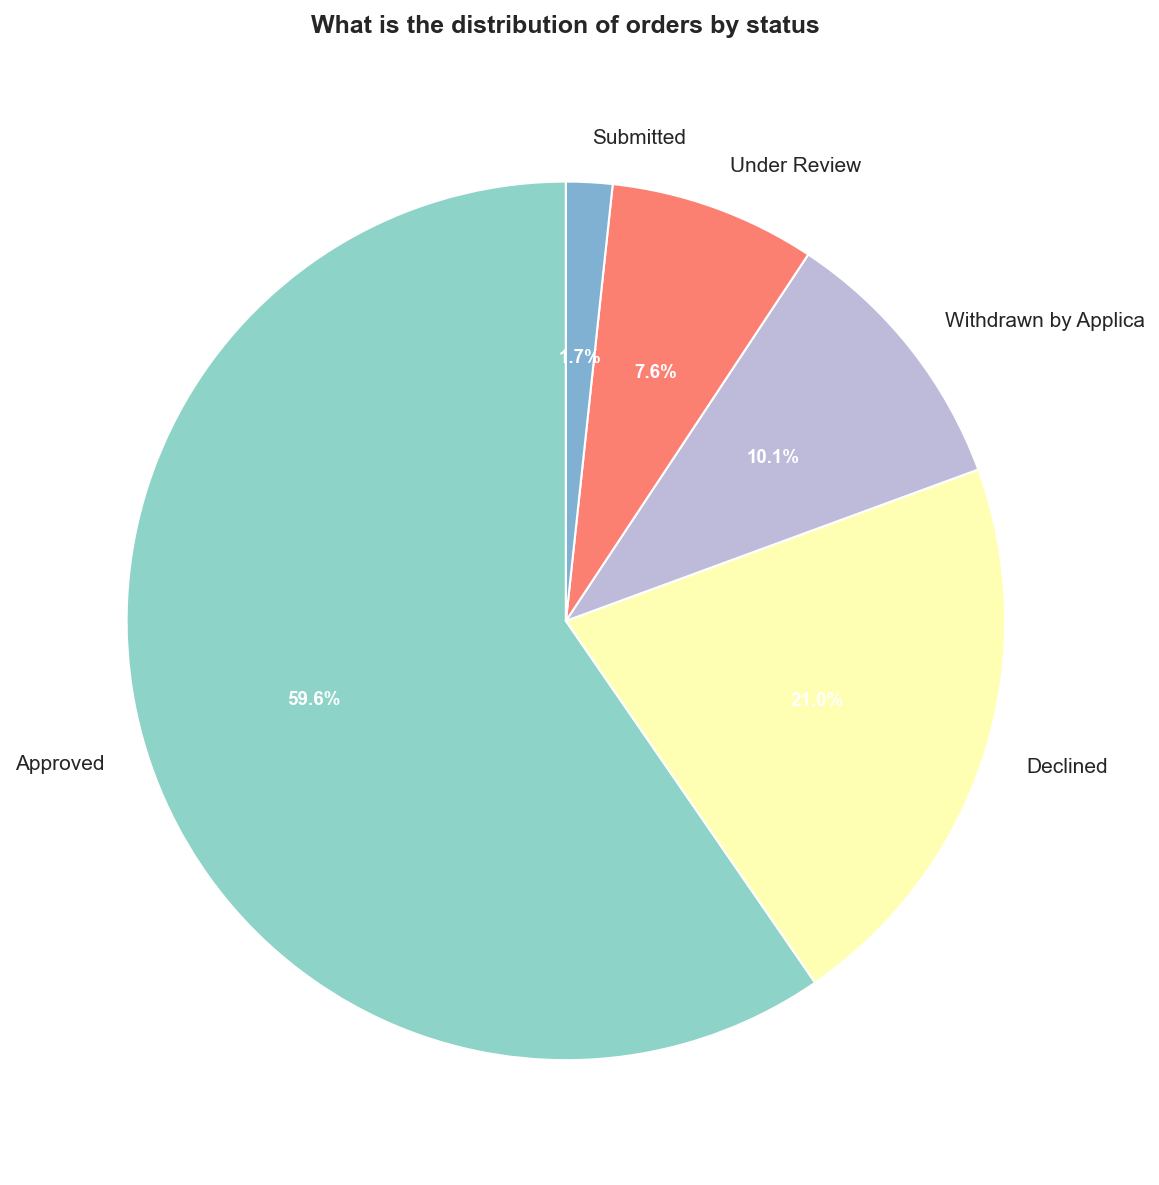 What is the distribution of orders by status
Submitted
Under Review
Withdrawn by Applica
1.7%
7.6%
10.1%
59.6%
21.0%
Approved
Declined